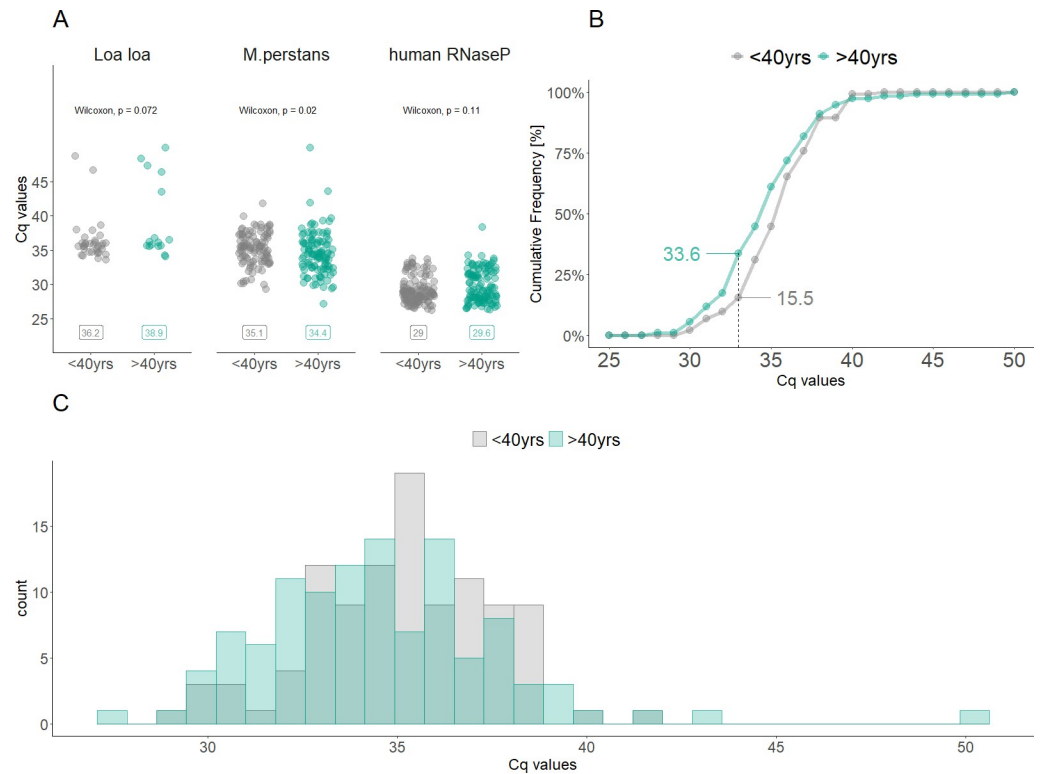 A
Loa loa M.perstans human RNaseP
Wilcoxon, p = 0.072 Wilcoxon, p = 0.02 Wilcoxon, p = 0.11
Cq values
45
40
35
30
25
36.2 38.9 35.1 34.4 29 29.6
<40yrs >40yrs <40yrs >40yrs <40yrs >40yrs
B
<40yrs >40yrs
Cumulative Frequency [%]
100%
75%
50%
25%
0%
33.6
15.5
25 30 35 40 45 50
Cq values
C
<40yrs >40yrs
count
15
10
5
0
30 35 40 45 50
Cq values